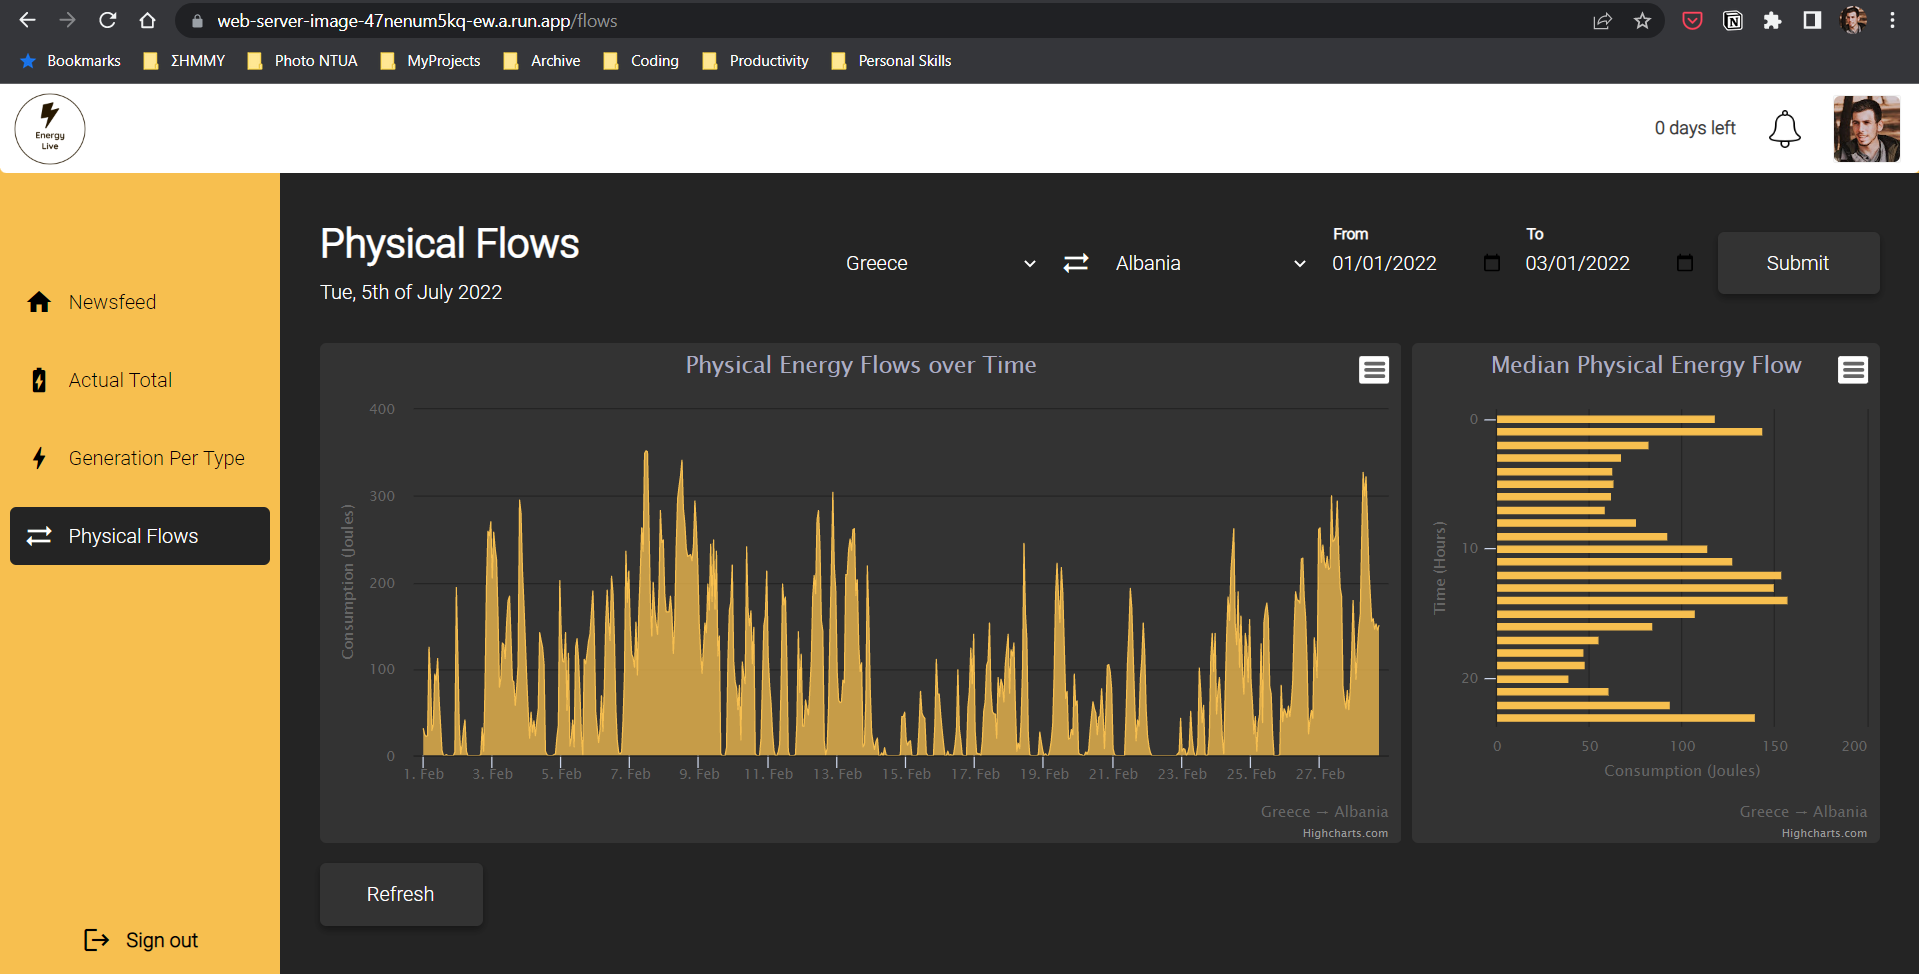 web-server-image-47nenum5kq-ew.a.run.app/flows
Bookmarks ΣΗΜΜΥ Photo NTUA MyProjects Archive Coding Productivity Personal Skills
Energy
Live
0 days left
Newsfeed
Actual Total
Generation Per Type
Physical Flows
Sign out
Physical Flows
Tue, 5th of July 2022
Greece
Albania
From
01/01/2022
To
03/01/2022
Submit
Physical Energy Flows over Time
Consumption (Joules)
400
300
200
100
0
1. Feb 3. Feb 5. Feb 7. Feb 9. Feb 11. Feb 13. Feb 15. Feb 17. Feb 19. Feb 21. Feb 23. Feb 25. Feb 27. Feb
Greece → Albania
Highcharts.com
Median Physical Energy Flow
Time (Hours)
0
10
20
0 50 100 150 200
Consumption (Joules)
Greece → Albania
Highcharts.com
Refresh